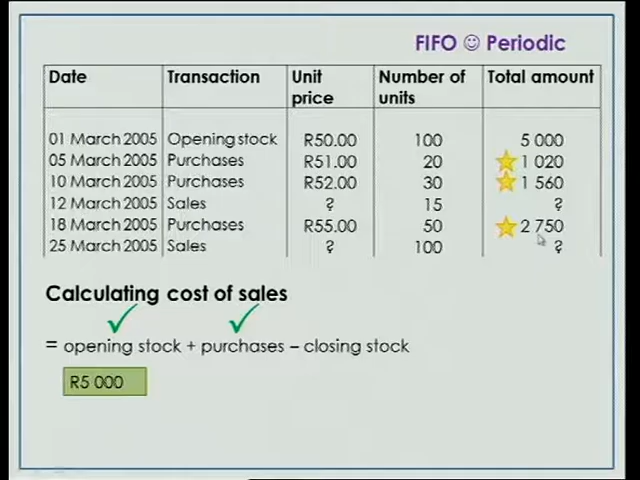 FIFO ☺ Periodic
Date Transaction Unit price Number of units Total amount
01 March 2005 Opening stock R50.00 100 5 000
05 March 2005 Purchases R51.00 20 1 020
10 March 2005 Purchases R52.00 30 1 560
12 March 2005 Sales ? 15 ?
18 March 2005 Purchases R55.00 50 2 750
25 March 2005 Sales ? 100 ?
Calculating cost of sales
= opening stock + purchases – closing stock
R5 000